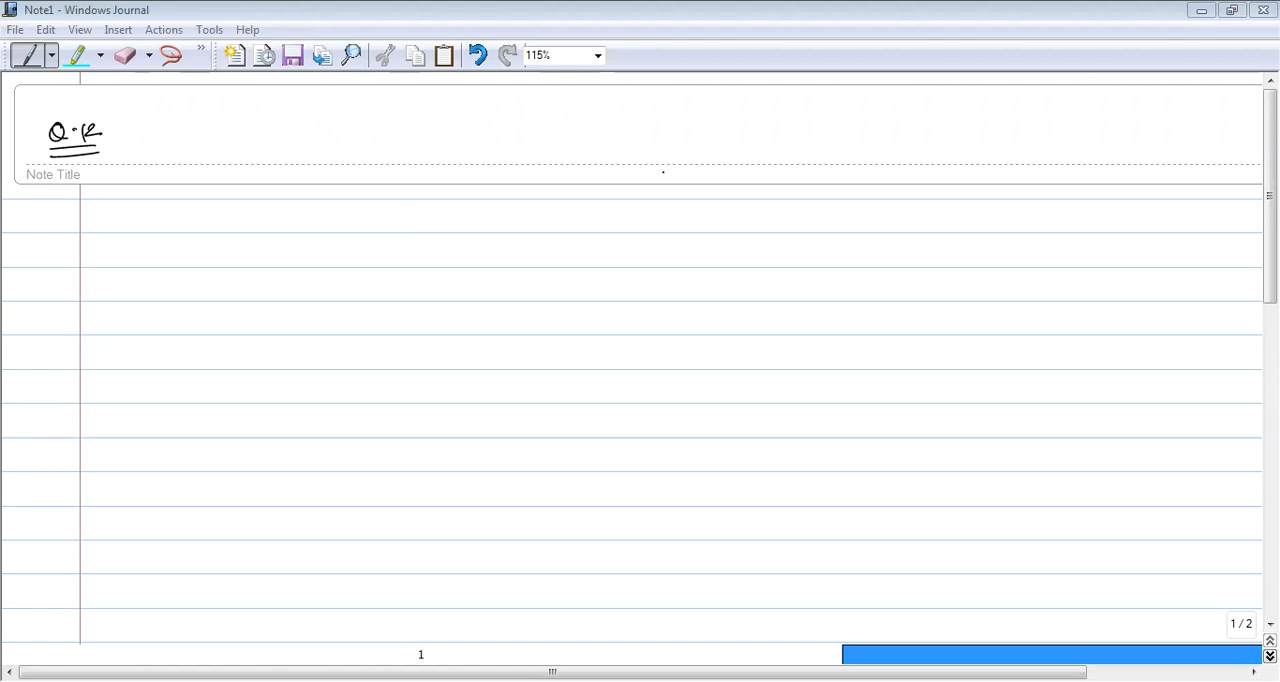 Note1 - Windows Journal
File Edit View Insert Actions Tools Help
115%
Q.12
Note Title
1 / 2
1